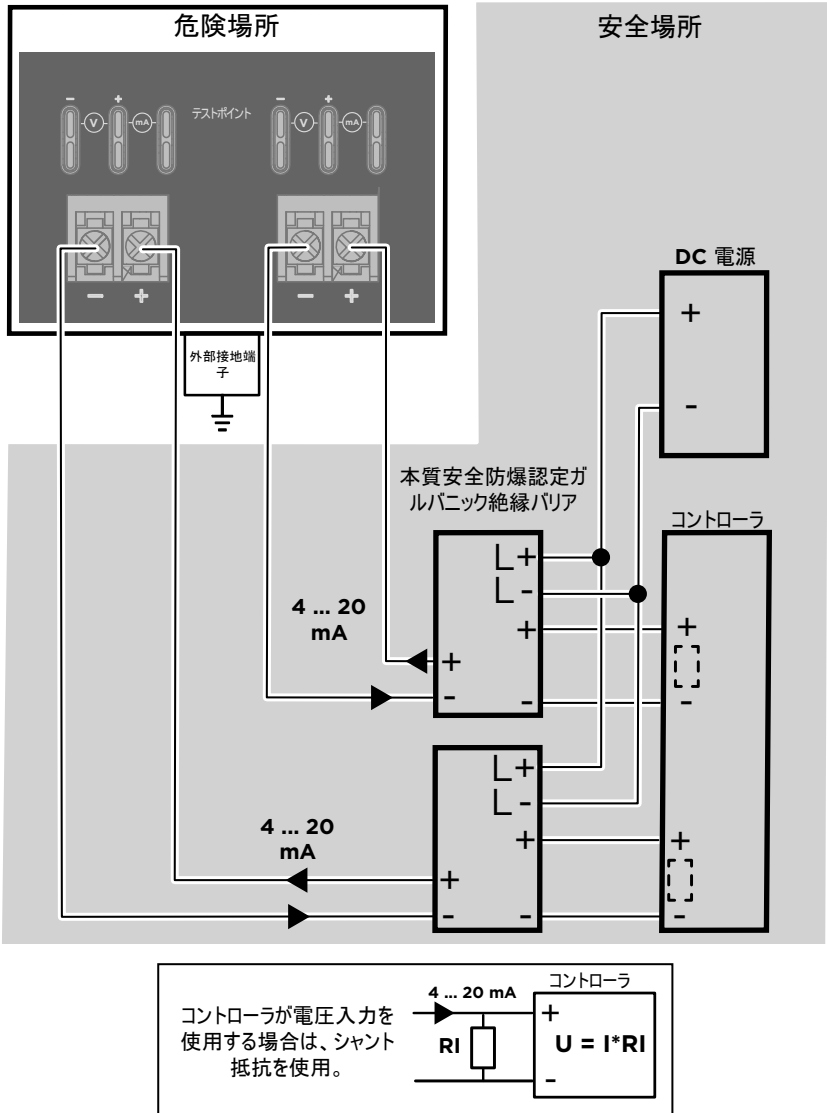 危険場所
安全場所
- + テストポイント - +
V mA V mA
- + - +
外部接地端
子
DC 電源
+
-
本質安全防爆認定ガ
ルバニック絶縁バリア
コントローラ
L+
L-
+
+
-
-
+
-
4 ... 20
mA
L+
L-
+
+
-
-
+
-
4 ... 20
mA
コントローラが電圧入力を
使用する場合は、シャント
抵抗を使用。
4 ... 20 mA
RI
コントローラ
+
U = I*RI
-